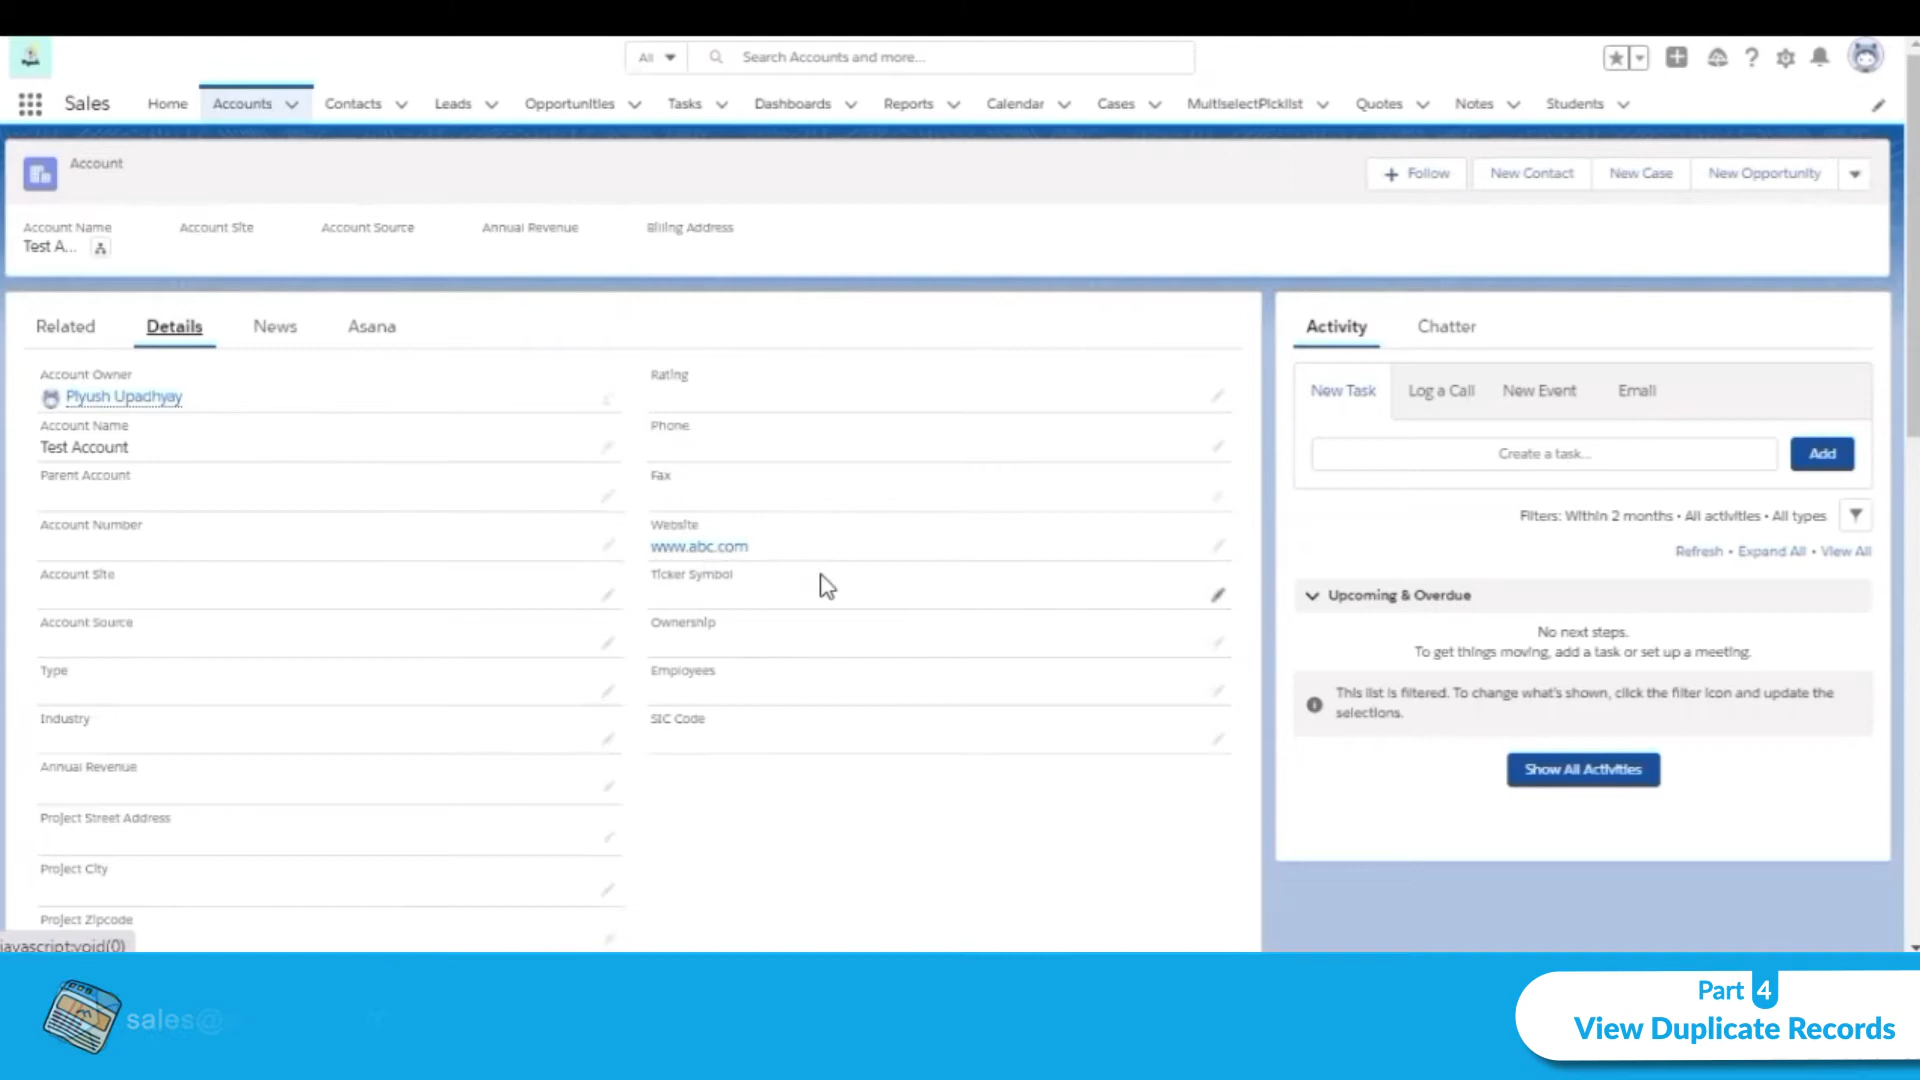 All
Search Accounts and more...
Sales
Home
Accounts
Contacts
Leads
Opportunities
Tasks
Dashboards
Reports
Calendar
Cases
MultiselectPicklist
Quotes
Notes
Students
Account
Follow
New Contact
New Case
New Opportunity
Account Name
Account Site
Account Source
Annual Revenue
Billing Address
Test A...
Related
Details
News
Asana
Account Owner
Piyush Upadhyay
Account Name
Test Account
Parent Account
Account Number
Account Site
Account Source
Type
Industry
Annual Revenue
Project Street Address
Project City
Project Zipcode
Rating
Phone
Fax
Website
www.abc.com
Ticker Symbol
Ownership
Employees
SIC Code
Activity
Chatter
New Task
Log a Call
New Event
Email
Create a task...
Add
Filters: Within 2 months • All activities • All types
Refresh • Expand All • View All
Upcoming & Overdue
No next steps.
To get things moving, add a task or set up a meeting.
This list is filtered. To change what's shown, click the filter icon and update the
selections.
Show All Activities
javascript:void(0)
sales@
Part 4
View Duplicate Records